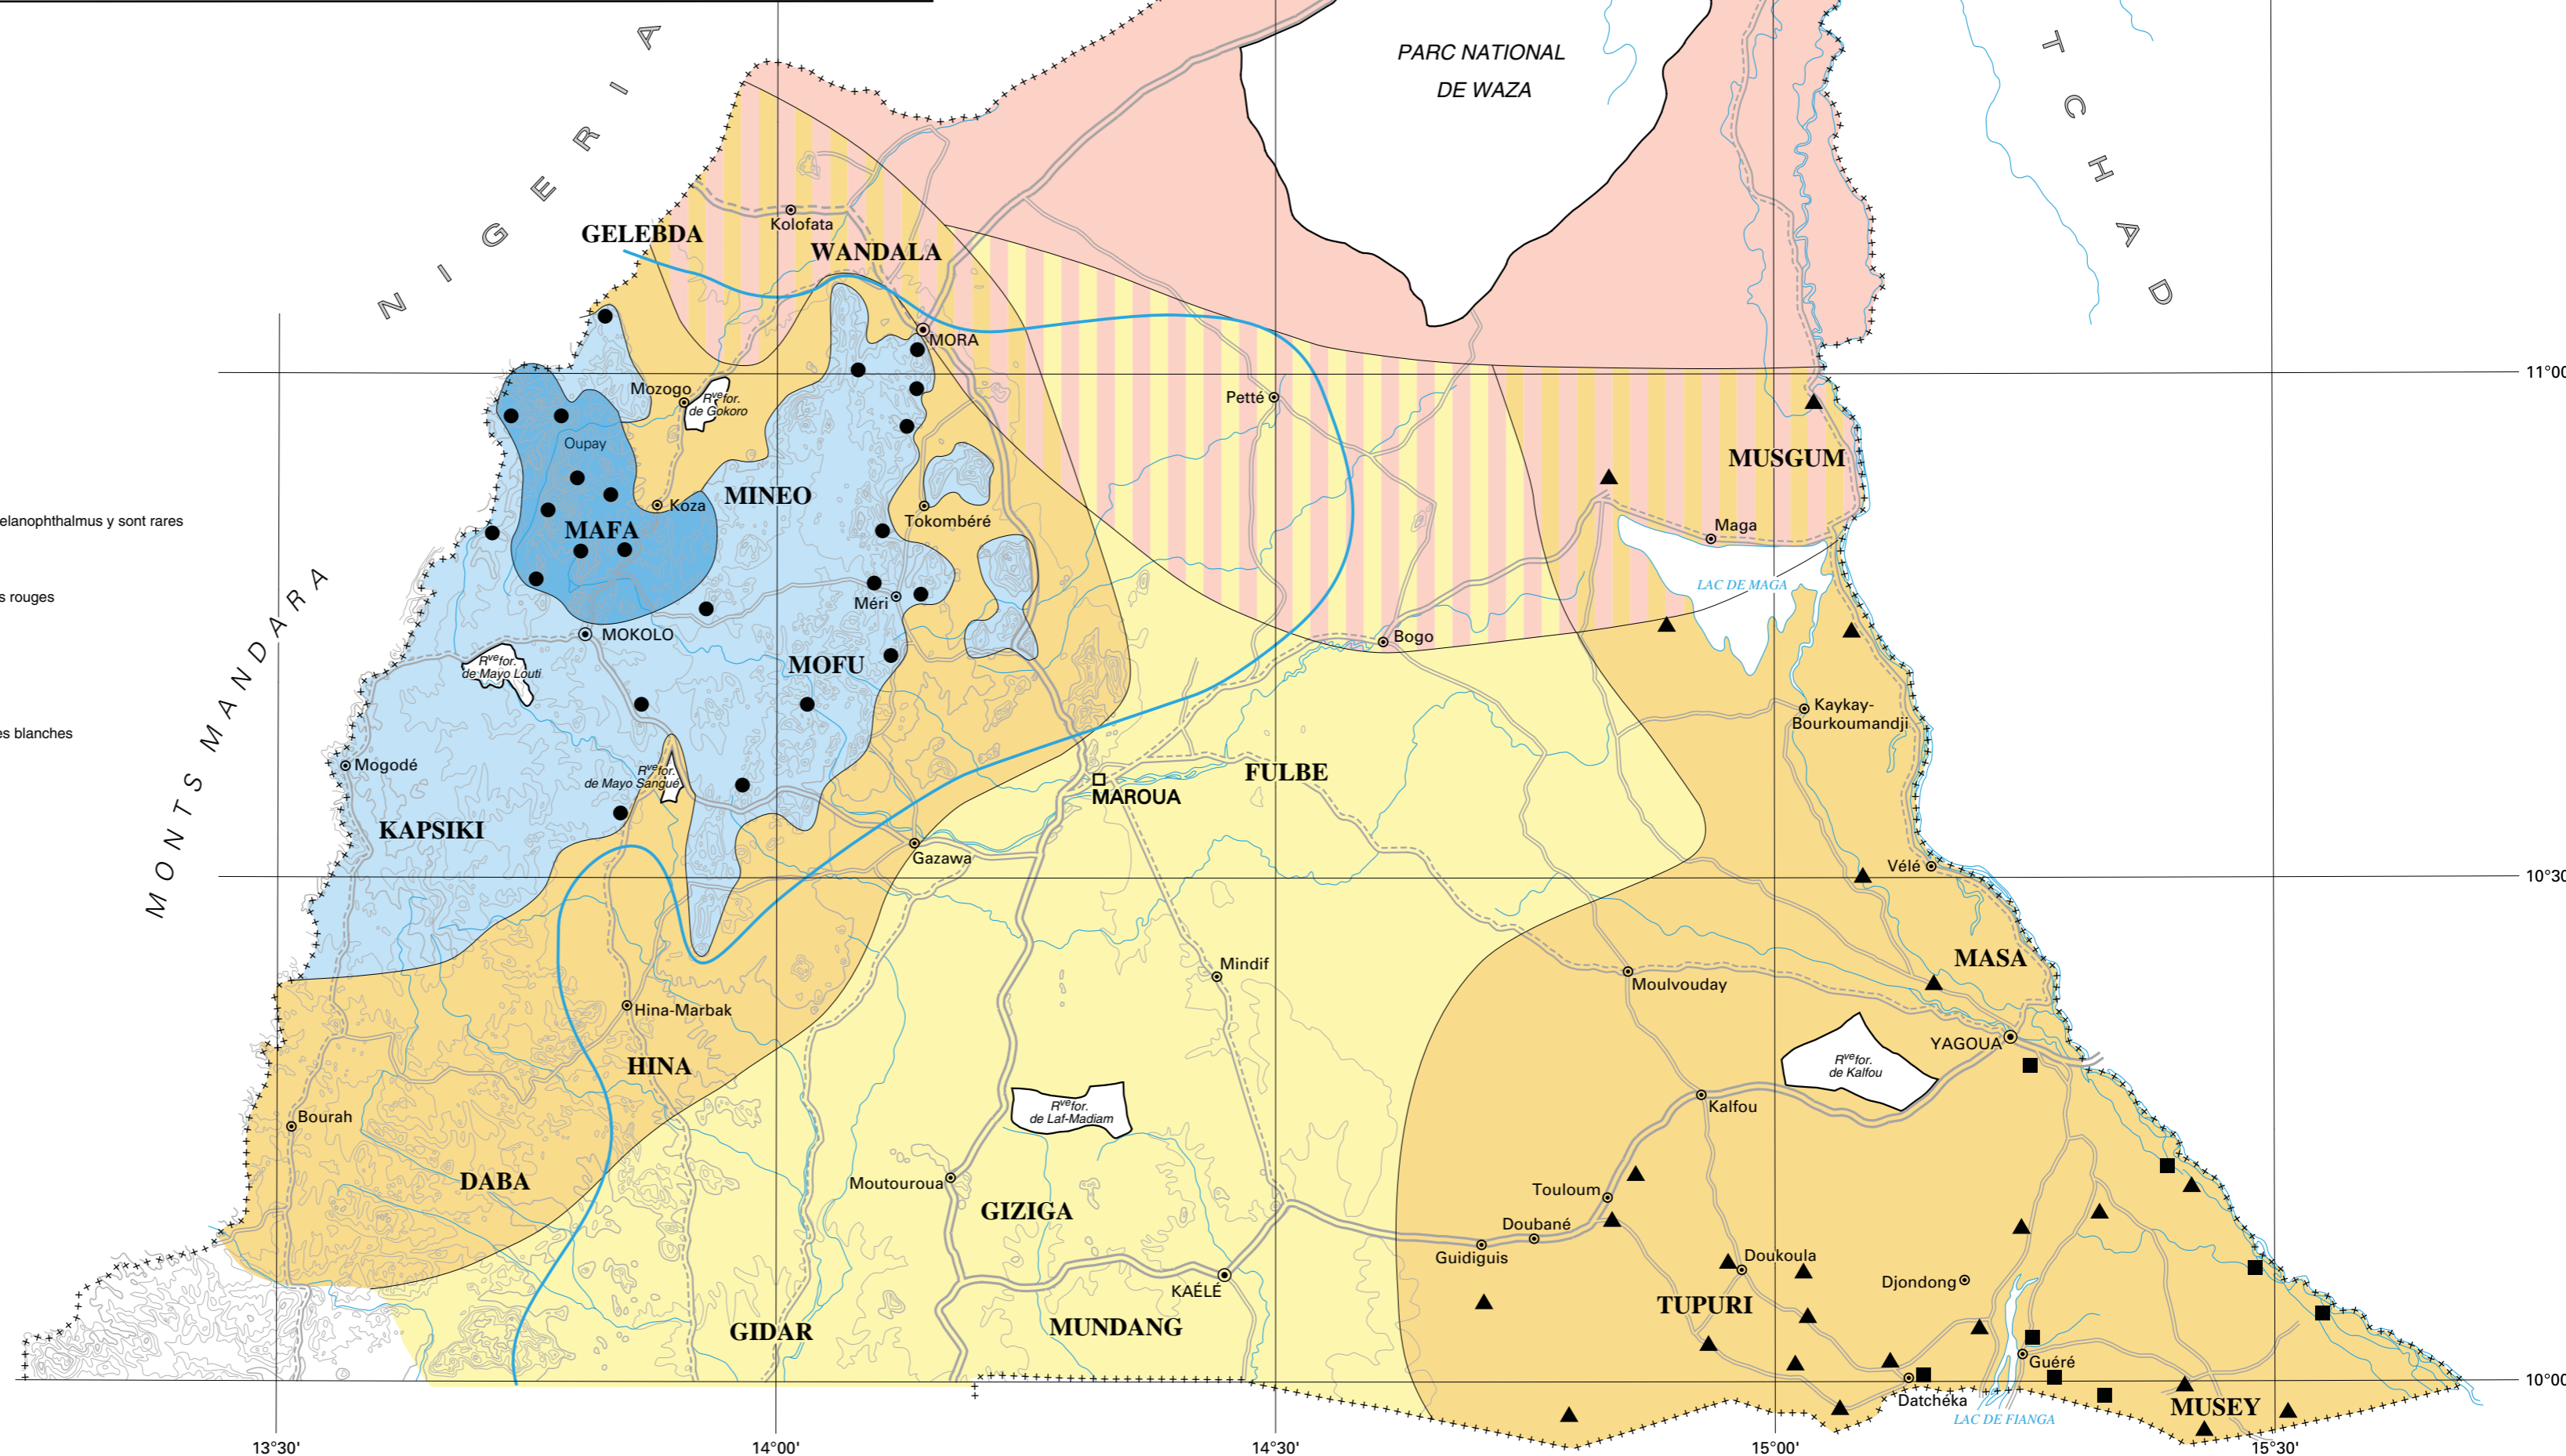 NIGERIA
TCHAD
PARC NATIONAL
DE WAZA
Kolofata
GELEBDA
WANDALA
MORA
11°00
Mozogo
Rve for.
de Gokoro
Petté
Oupay
MUSGUM
MINEO
Koza
Tokombéré
elanophthalmus y sont rares
MAFA
Maga
LAC DE MAGA
s rouges
Méri
MOKOLO
Bogo
MONTS MANDARA
Rve for.
de Mayo Louti
MOFU
Kaykay-
Bourkoumandji
es blanches
Mogodé
Rve for.
de Mayo Sangué
FULBE
MAROUA
KAPSIKI
Gazawa
Vélé
10°30
MASA
Mindif
Moulvouday
Hina-Marbak
YAGOUA
HINA
Rve for.
de Kalfou
Kalfou
Rve for.
de Laf-Madiam
Bourah
DABA
Moutouroua
GIZIGA
Touloum
Doubané
Guidiguis
Doukoula
Djondong
KAÉLÉ
TUPURI
GIDAR
MUNDANG
Guéré
10°00
Datchéka
LAC DE FIANGA
MUSEY
13°30'
14°00'
14°30'
15°00'
15°30'